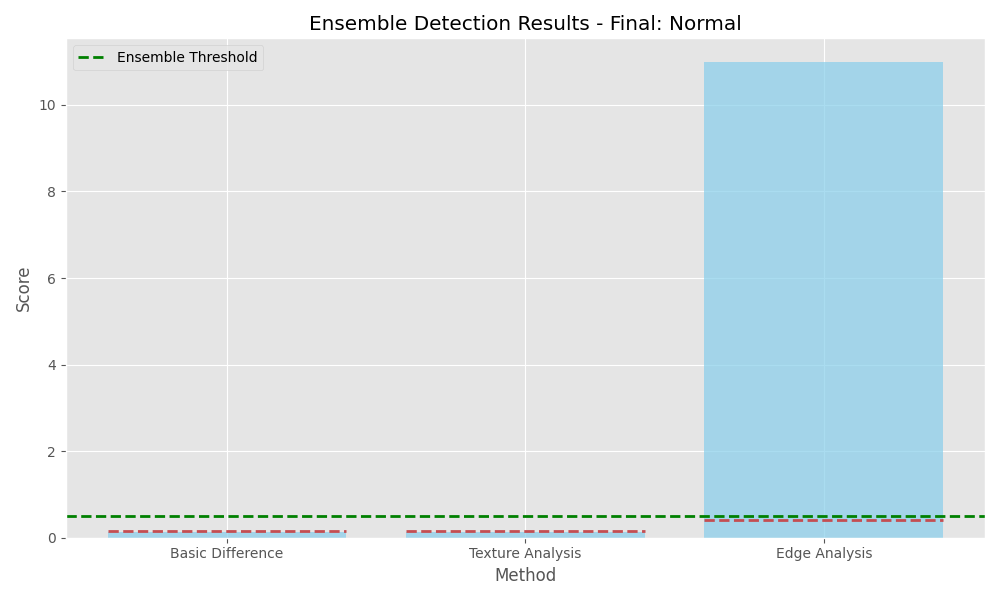 Ensemble Detection Results - Final: Normal
Ensemble Threshold
Score
10
8
6
4
2
0
Basic Difference
Texture Analysis
Edge Analysis
Method